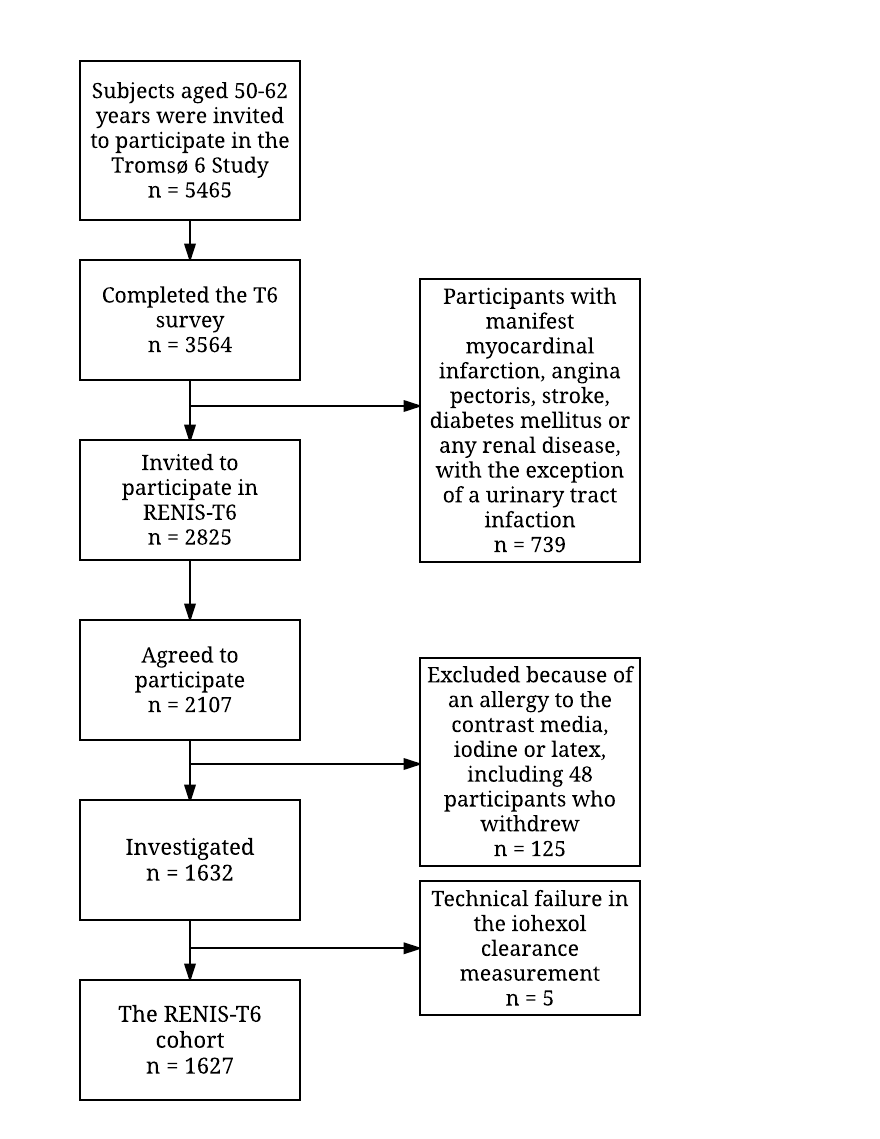 Subjects aged 50-62
years were invited
to participate in the
Tromsø 6 Study
n = 5465
Completed the T6
survey
n = 3564
Participants with
manifest
myocardinal
infarction, angina
pectoris, stroke,
diabetes mellitus or
any renal disease,
with the exception
of a urinary tract
infaction
n = 739
Invited to
participate in
RENIS-T6
n = 2825
Agreed to
participate
n = 2107
Excluded because of
an allergy to the
contrast media,
iodine or latex,
including 48
participants who
withdrew
n = 125
Investigated
n = 1632
Technical failure in
the iohexol
clearance
measurement
n = 5
The RENIS-T6
cohort
n = 1627